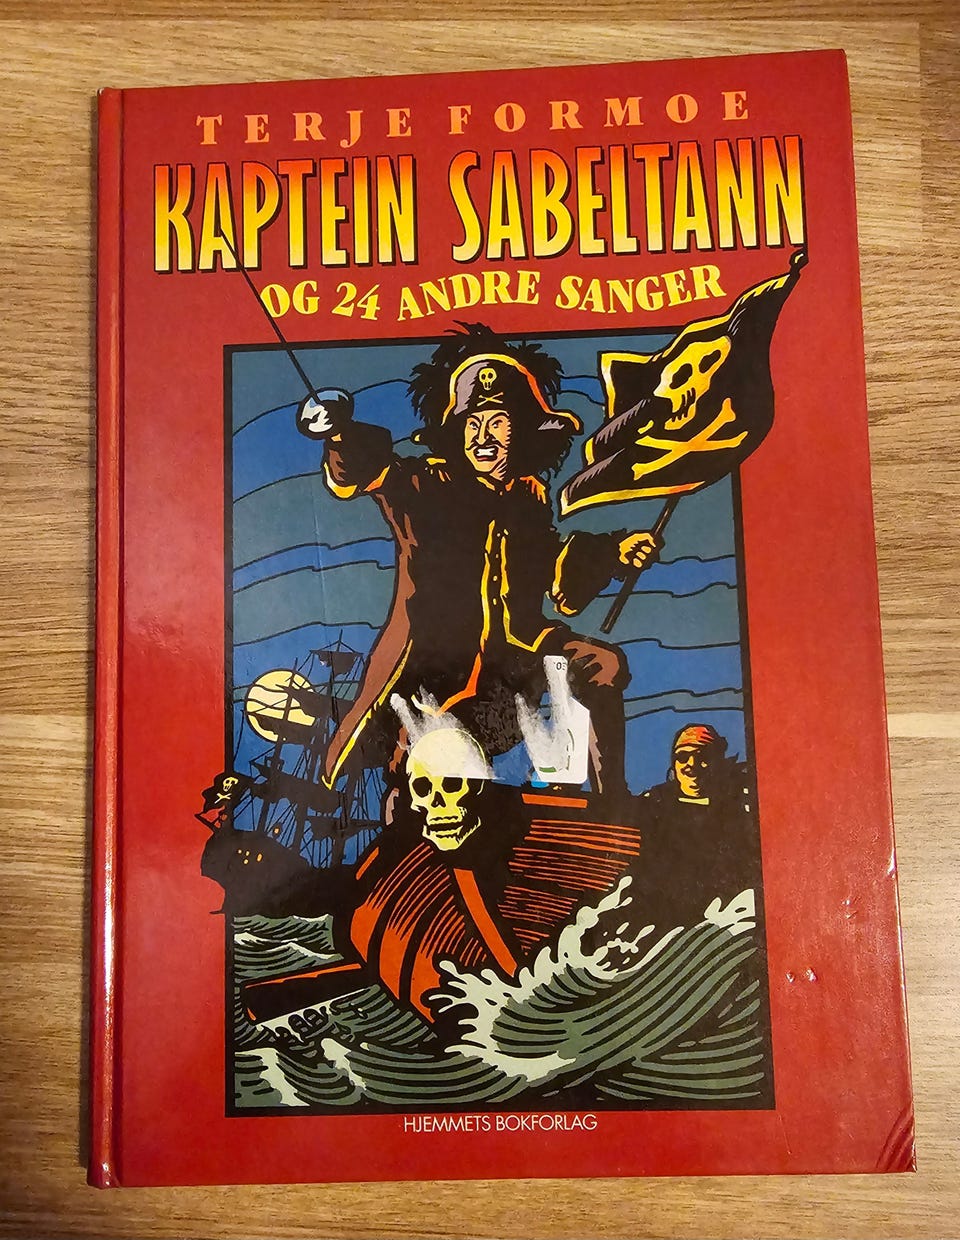 TERJE FORMOE
KAPTEIN SABELTANN
OG 24 ANDRE SANGER
HJEMMETS BOKFORLAG